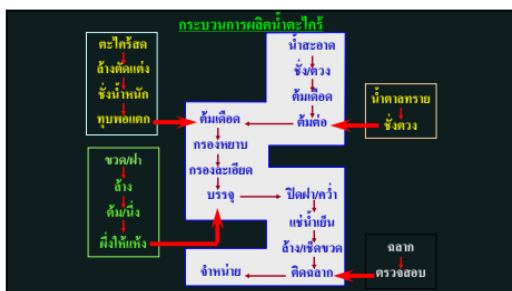 กระบวนการผลิตน้ำตะไคร้
ตะไคร้สด
ล้างตัดแต่ง
ชั่งน้ำหนัก
ทุบพอแตก
น้ำสะอาด
ชั่ง/ตวง
ต้มเดือด
ต้มต่อ
น้ำตาลทราย
ชั่งตวง
ต้มเดือด
กรองหยาบ
กรองละเอียด
บรรจุ
ขวด/ฝา
ล้าง
ต้ม/นึ่ง
ผึ่งให้แห้ง
ปิดฝา/คว่ำ
แช่น้ำเย็น
ล้าง/เช็ดขวด
ติดฉลาก
ฉลาก
ตรวจสอบ
จำหน่าย